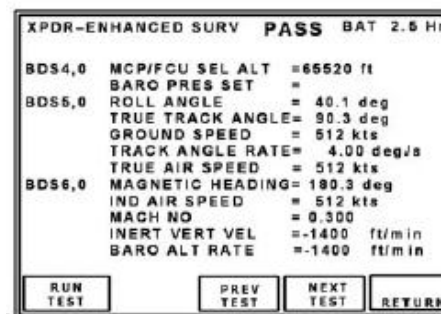 XPDR-ENHANCED SURV PASS BAT 2.5 Hr
BDS4,0 MCP/FCU SEL ALT =65520 ft
BARO PRES SET =
BDS5,0 ROLL ANGLE = 40.1 deg
TRUE TRACK ANGLE= 90.3 deg
GROUND SPEED = 512 kts
TRACK ANGLE RATE= 4.00 deg/s
TRUE AIR SPEED = 512 kts
BDS6,0 MAGNETIC HEADING= 180.3 deg
IND AIR SPEED = 512 kts
MACH NO = 0.300
INERT VERT VEL =-1400 ft/min
BARO ALT RATE =-1400 ft/min
RUN TEST
PREV TEST
NEXT TEST
RETURN